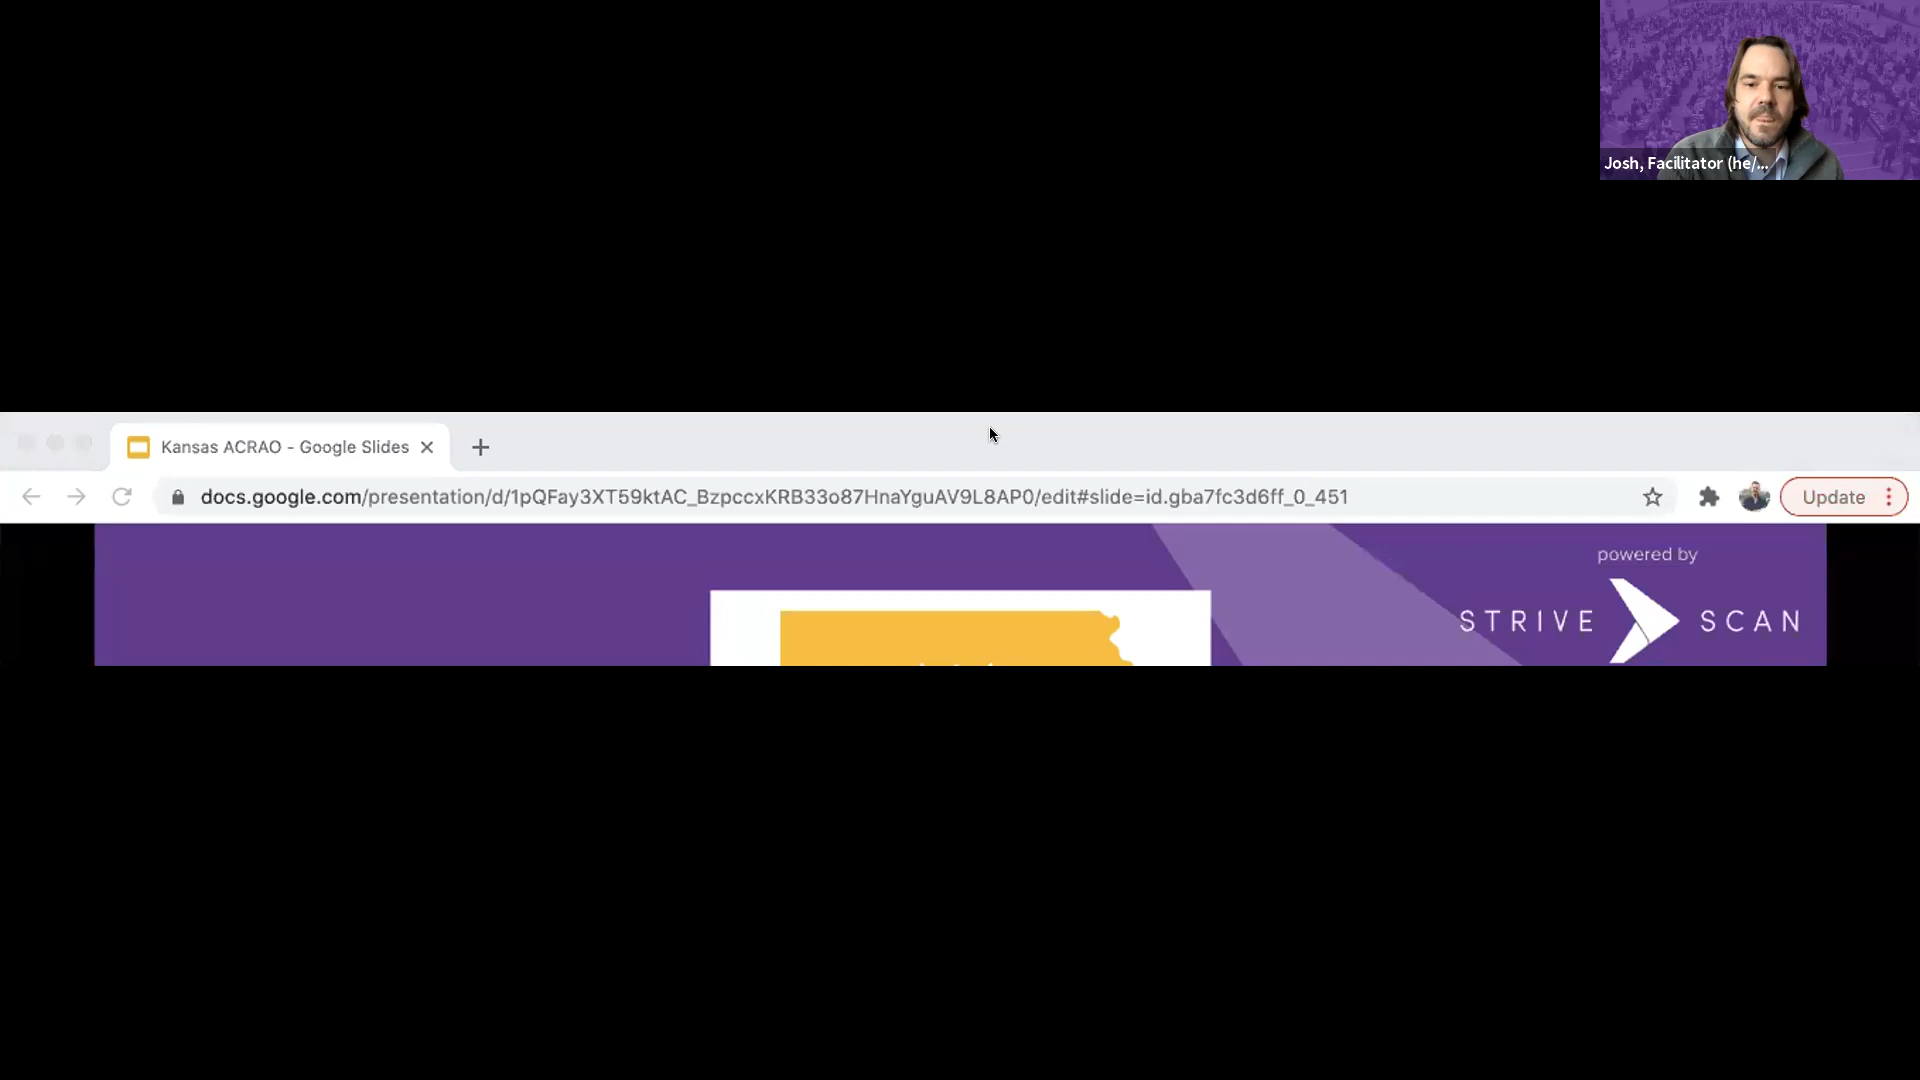 Josh, Facilitator (he/...
Kansas ACRAO - Google Slides
docs.google.com/presentation/d/1pQFay3XT59ktAC_BzpccxKRB33o87HnaYguAV9L8AP0/edit#slide=id.gba7fc3d6ff_0_451
Update
powered by
STRIVE SCAN